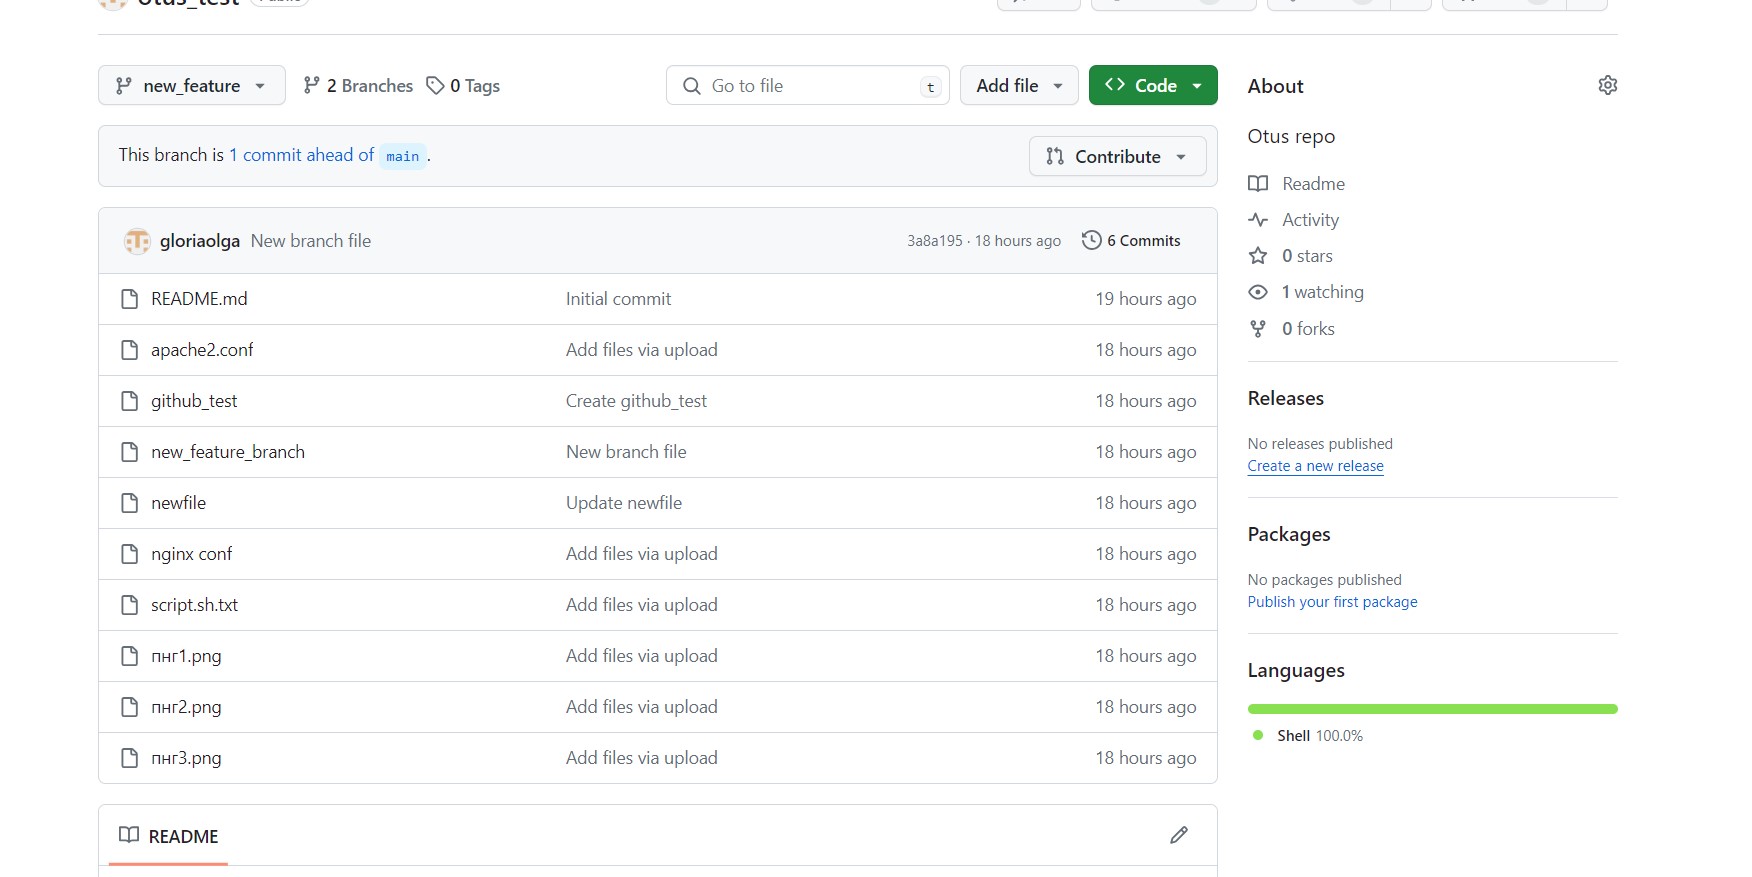 otus_test Public
new_feature 2 Branches 0 Tags Go to file t Add file Code
This branch is 1 commit ahead of main .
Contribute
gloriaolga New branch file 3a8a195 · 18 hours ago 6 Commits
README.md Initial commit 19 hours ago
apache2.conf Add files via upload 18 hours ago
github_test Create github_test 18 hours ago
new_feature_branch New branch file 18 hours ago
newfile Update newfile 18 hours ago
nginx conf Add files via upload 18 hours ago
script.sh.txt Add files via upload 18 hours ago
пнг1.png Add files via upload 18 hours ago
пнг2.png Add files via upload 18 hours ago
пнг3.png Add files via upload 18 hours ago
README
About
Otus repo
Readme
Activity
0 stars
1 watching
0 forks
Releases
No releases published
Create a new release
Packages
No packages published
Publish your first package
Languages
Shell 100.0%